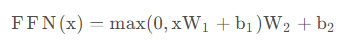 FFN(x) = max(0, xW₁ + b₁)W₂ + b₂